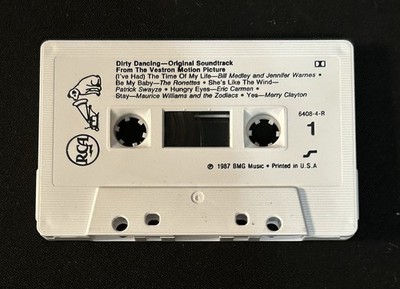 Dirty Dancing—Original Soundtrack
From The Vestron Motion Picture
(I've Had) The Time Of My Life—Bill Medley and Jennifer Warnes •
Be My Baby—The Ronettes • She's Like The Wind—
Patrick Swayze • Hungry Eyes—Eric Carmen •
Stay—Maurice Williams and the Zodiacs • Yes—Merry Clayton
8408-4-R
1
RCA
℗ 1987 BMG Music • Printed in U.S.A